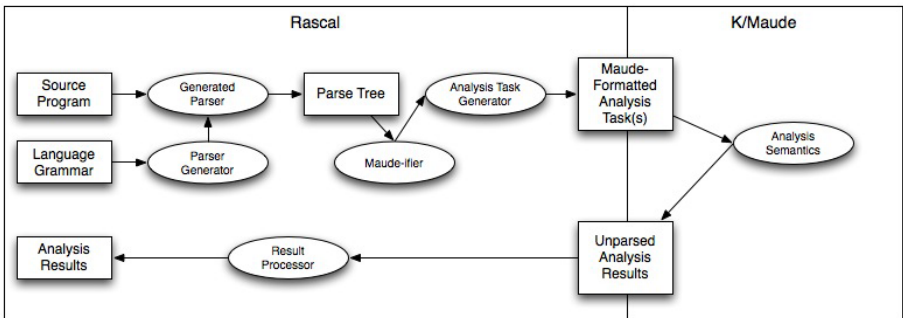 Rascal
K/Maude
Source
Program
Generated
Parser
Parse Tree
Analysis Task
Generator
Maude-
Formatted
Analysis
Task(s)
Language
Grammar
Parser
Generator
Maude-ifier
Analysis
Semantics
Analysis
Results
Result
Processor
Unparsed
Analysis
Results